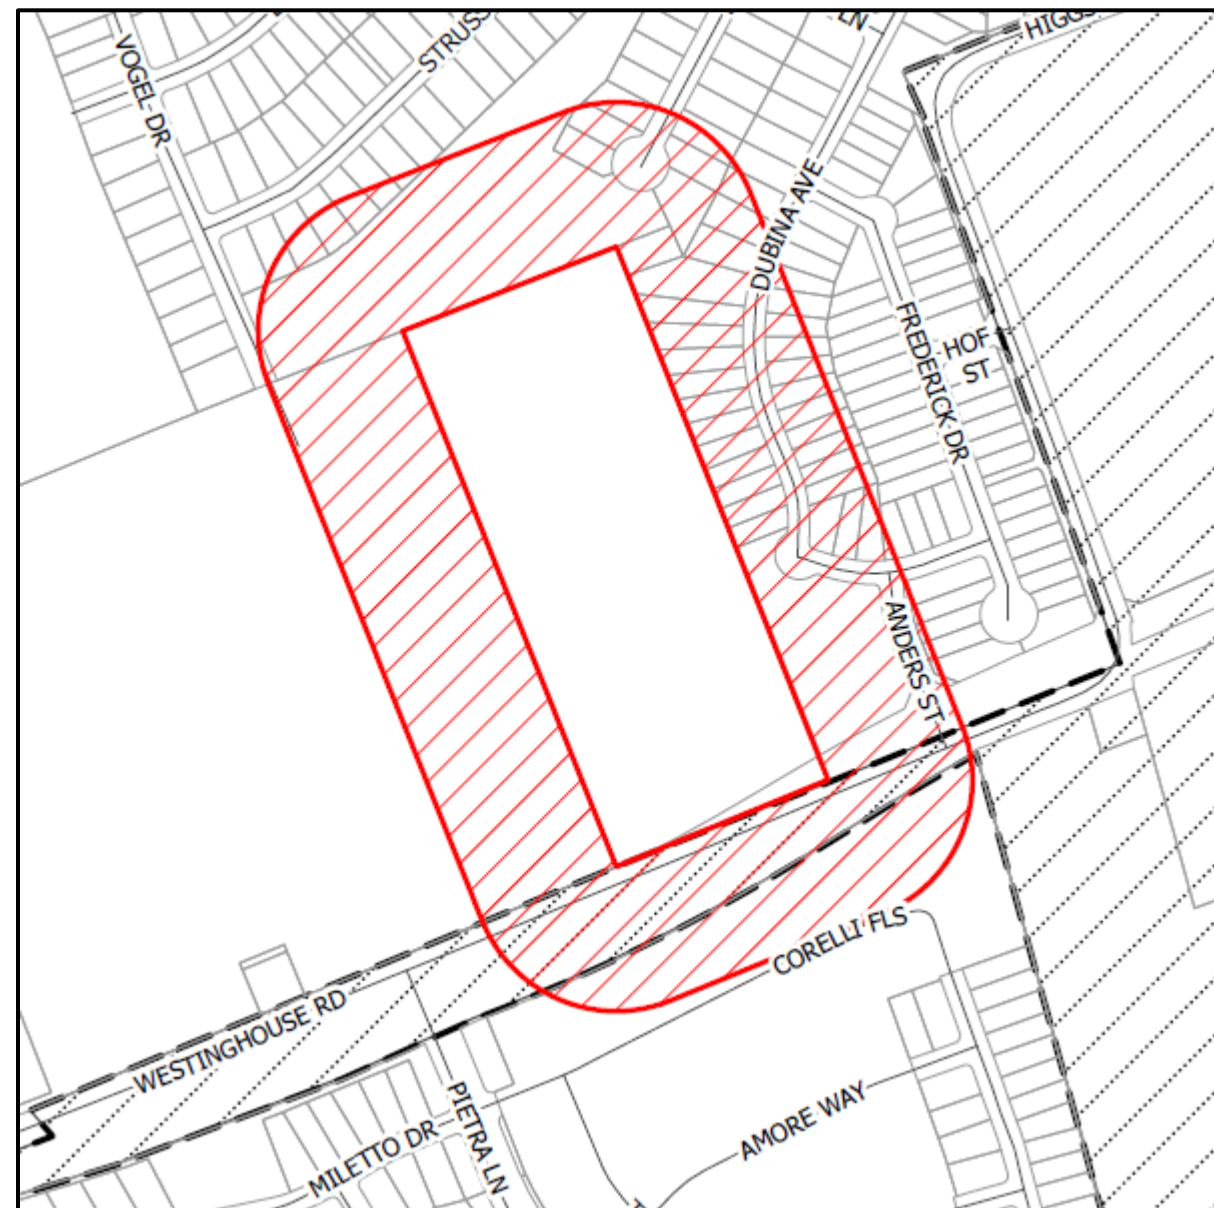 VOGEL DR
STRUSS
LN
HIGGS
DUBINA AVE
FREDERICK DR
HOF
ST
ANDERS ST
CORELLI FLS
WESTINGHOUSE RD
PIETRA LN
MILETTO DR
AMORE WAY